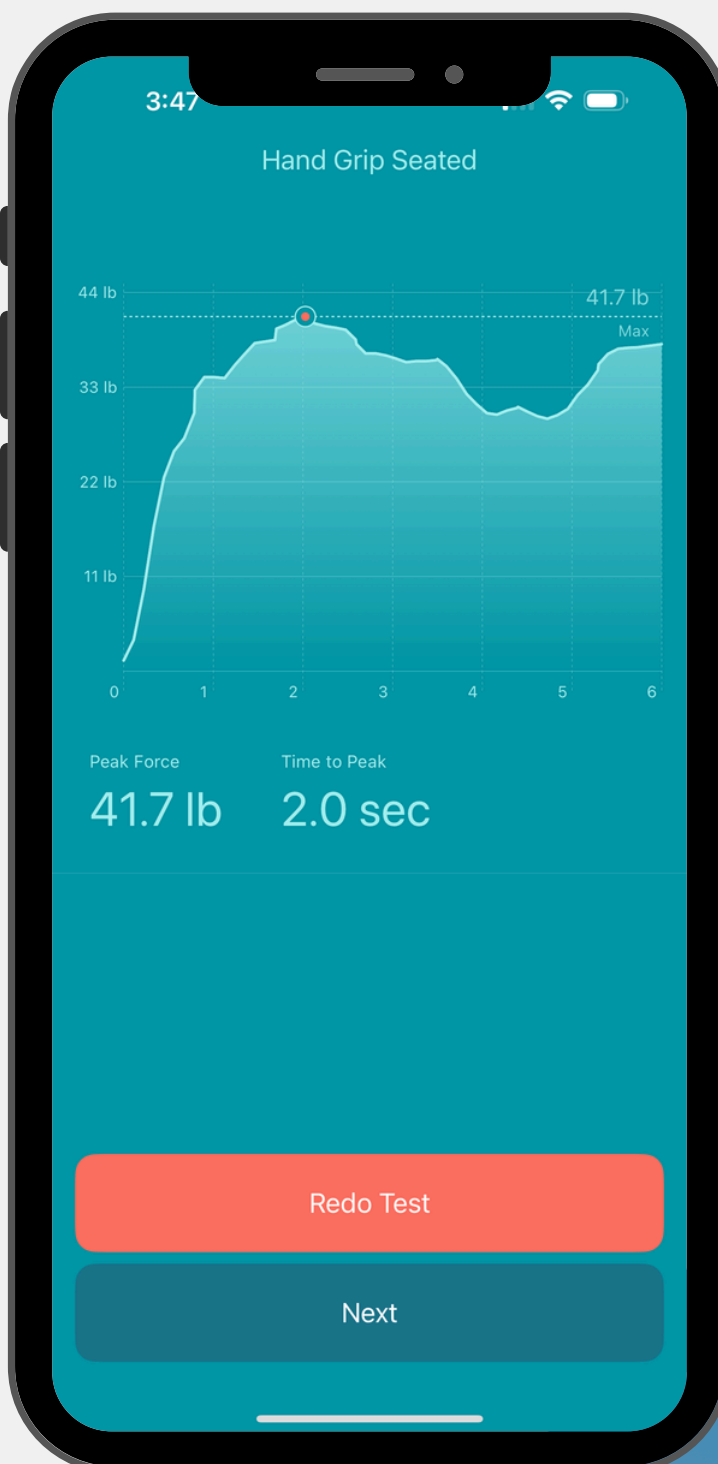 3:47
Hand Grip Seated
44 lb
41.7 lb
Max
33 lb
22 lb
11 lb
0 1 2 3 4 5 6
Peak Force Time to Peak
41.7 lb 2.0 sec
Redo Test
Next